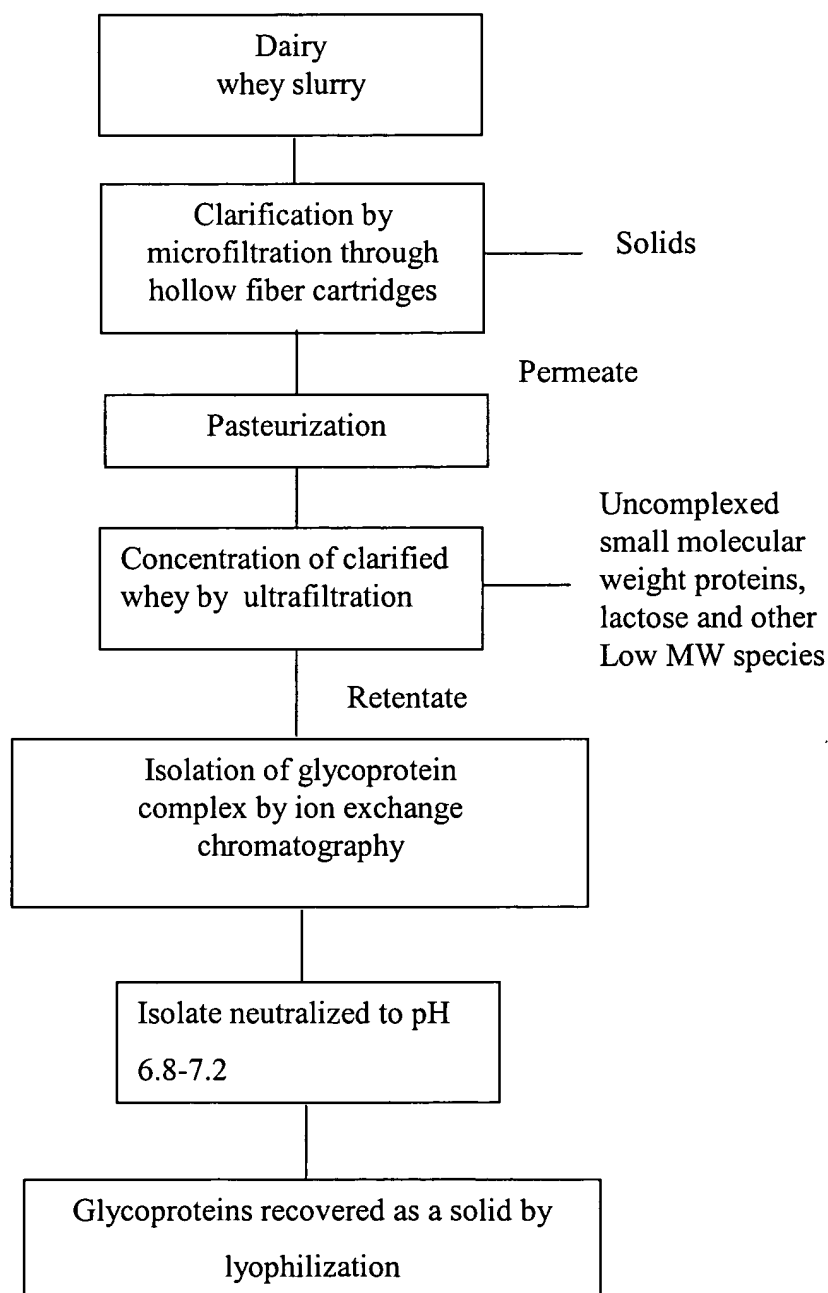 Dairy
whey slurry
Clarification by
microfiltration through
hollow fiber cartridges
Solids
Permeate
Pasteurization
Concentration of clarified
whey by ultrafiltration
Uncomplexed
small molecular
weight proteins,
lactose and other
Low MW species
Retentate
Isolation of glycoprotein
complex by ion exchange
chromatography
Isolate neutralized to pH
6.8-7.2
Glycoproteins recovered as a solid by
lyophilization